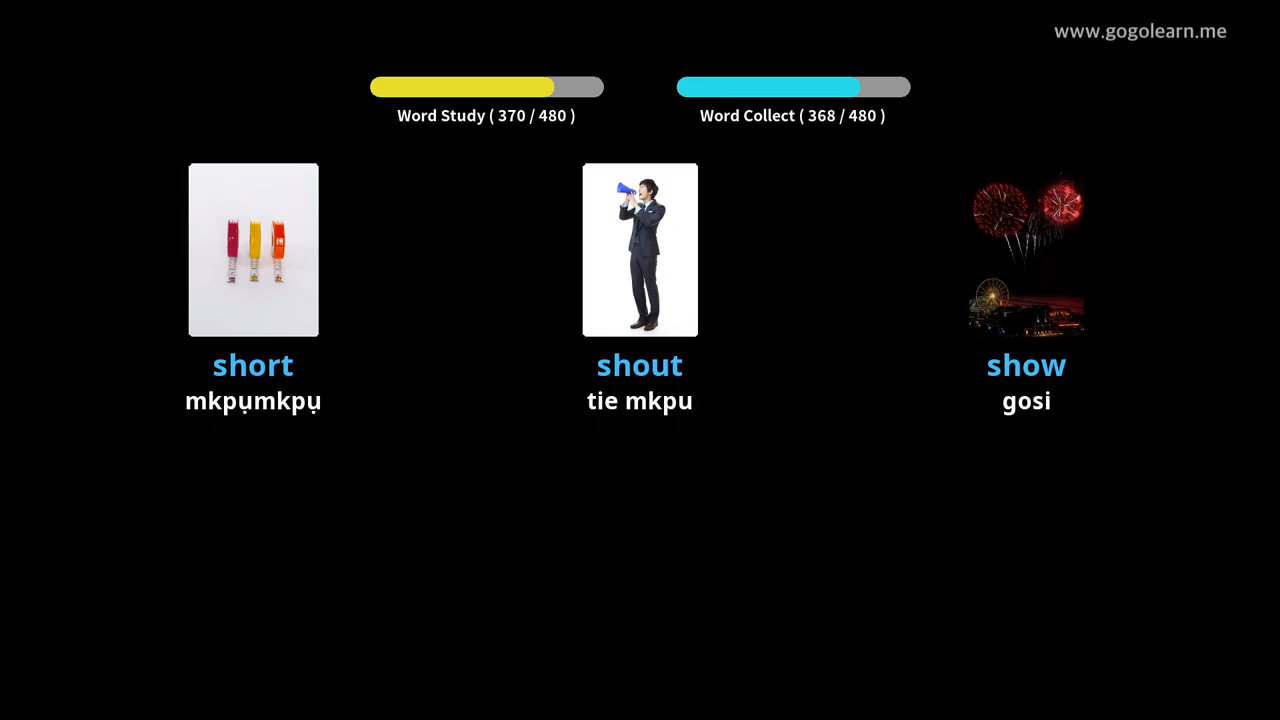 www.gogolearn.me
Word Study ( 370 / 480 )
Word Collect ( 368 / 480 )
short
mkpụmkpụ
shout
tie mkpu
show
gosi